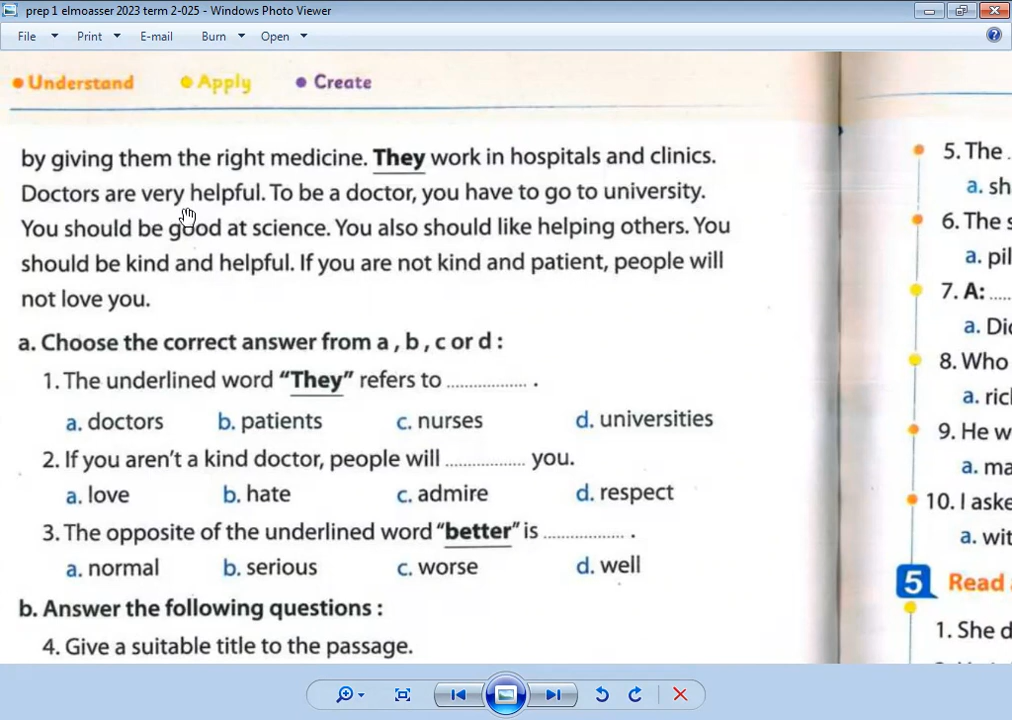 prep 1 elmoasser 2023 term 2-025 - Windows Photo Viewer
File Print E-mail Burn Open
Understand Apply Create
by giving them the right medicine. They work in hospitals and clinics.
Doctors are very helpful. To be a doctor, you have to go to university.
You should be good at science. You also should like helping others. You
should be kind and helpful. If you are not kind and patient, people will
not love you.
a. Choose the correct answer from a , b , c or d :
1. The underlined word “They” refers to ................ .
a. doctors b. patients c. nurses d. universities
2. If you aren’t a kind doctor, people will ................ you.
a. love b. hate c. admire d. respect
3. The opposite of the underlined word “better” is ................ .
a. normal b. serious c. worse d. well
b. Answer the following questions :
4. Give a suitable title to the passage.
5. The
a. sh
6. The s
a. pil
7. A: ....
a. Did
8. Who
a. ric
9. He w
a. ma
10. I aske
a. wit
5 Read
1. She d